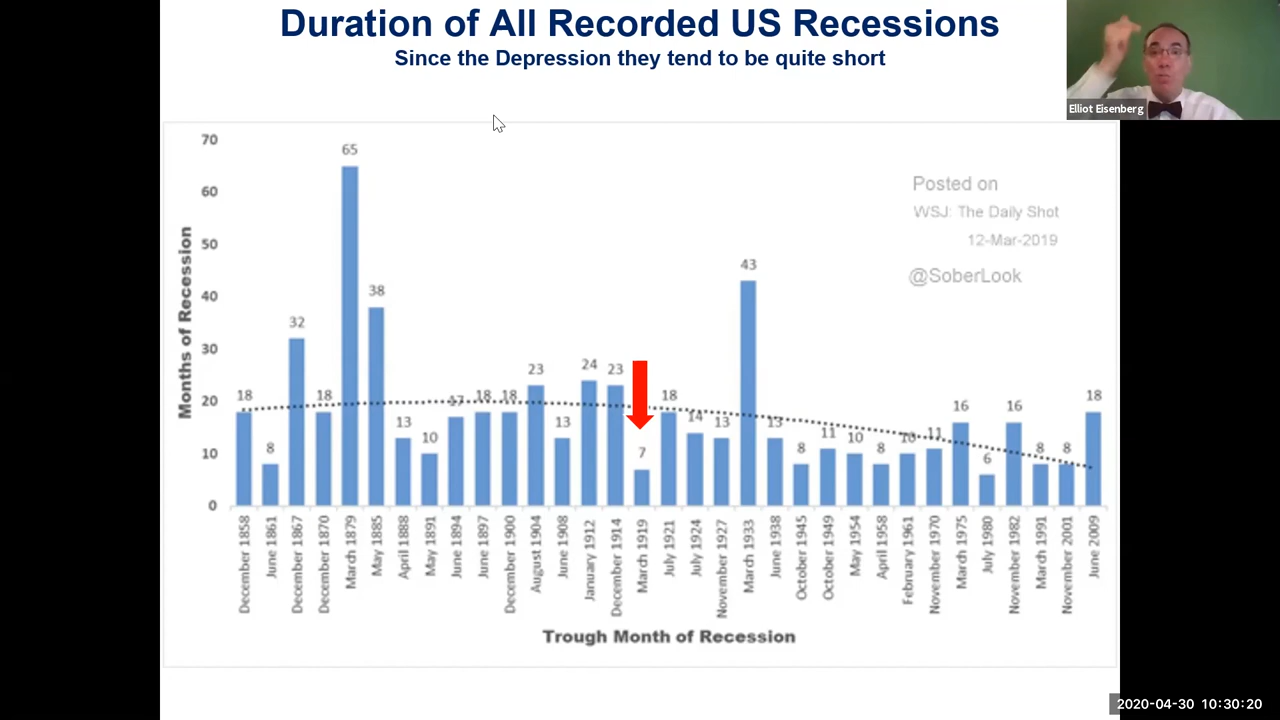 Duration of All Recorded US Recessions
Since the Depression they tend to be quite short
Elliot Eisenberg
Posted on
WSJ: The Daily Shot
12-Mar-2019
@SoberLook
Months of Recession
70
60
50
40
30
20
10
0
18
8
32
18
65
38
13
10
17
18
18
23
13
24
23
7
18
14
13
43
13
8
11
10
8
10
11
16
6
16
8
8
18
December 1858
June 1861
December 1867
December 1870
March 1879
May 1885
April 1888
May 1891
June 1894
June 1897
December 1900
August 1904
June 1908
January 1912
December 1914
March 1919
July 1921
July 1924
November 1927
March 1933
June 1938
October 1945
October 1949
May 1954
April 1958
February 1961
November 1970
March 1975
July 1980
November 1982
March 1991
November 2001
June 2009
Trough Month of Recession
2020-04-30 10:30:20